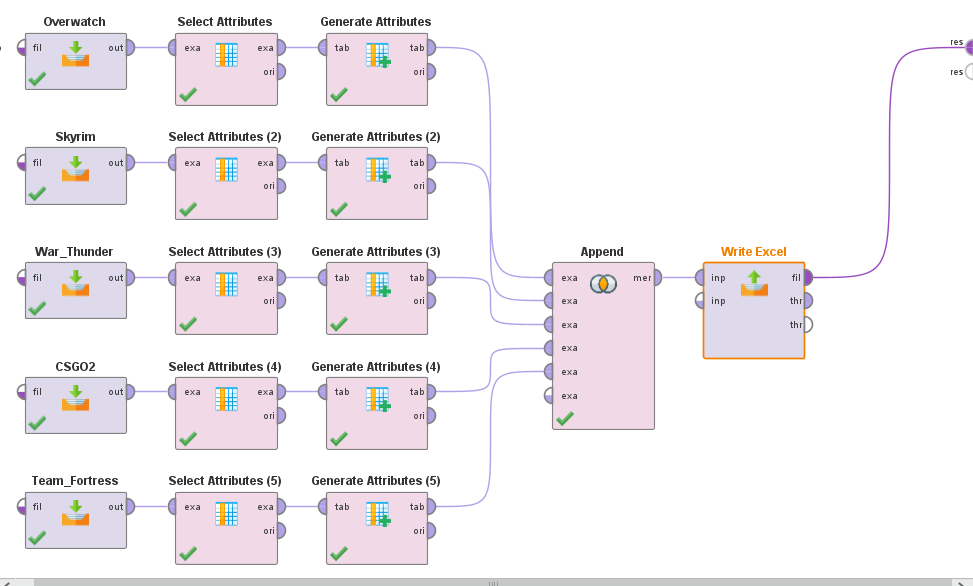 Overwatch
fil out
Select Attributes
exa exa
ori
Generate Attributes
tab tab
ori
res
res
Skyrim
fil out
Select Attributes (2)
exa exa
ori
Generate Attributes (2)
tab tab
ori
War_Thunder
fil out
Select Attributes (3)
exa exa
ori
Generate Attributes (3)
tab tab
ori
Append
exa mer
exa
exa
exa
exa
exa
Write Excel
inp fil
inp thr
thr
CSGO2
fil out
Select Attributes (4)
exa exa
ori
Generate Attributes (4)
tab tab
ori
Team_Fortress
fil out
Select Attributes (5)
exa exa
ori
Generate Attributes (5)
tab tab
ori